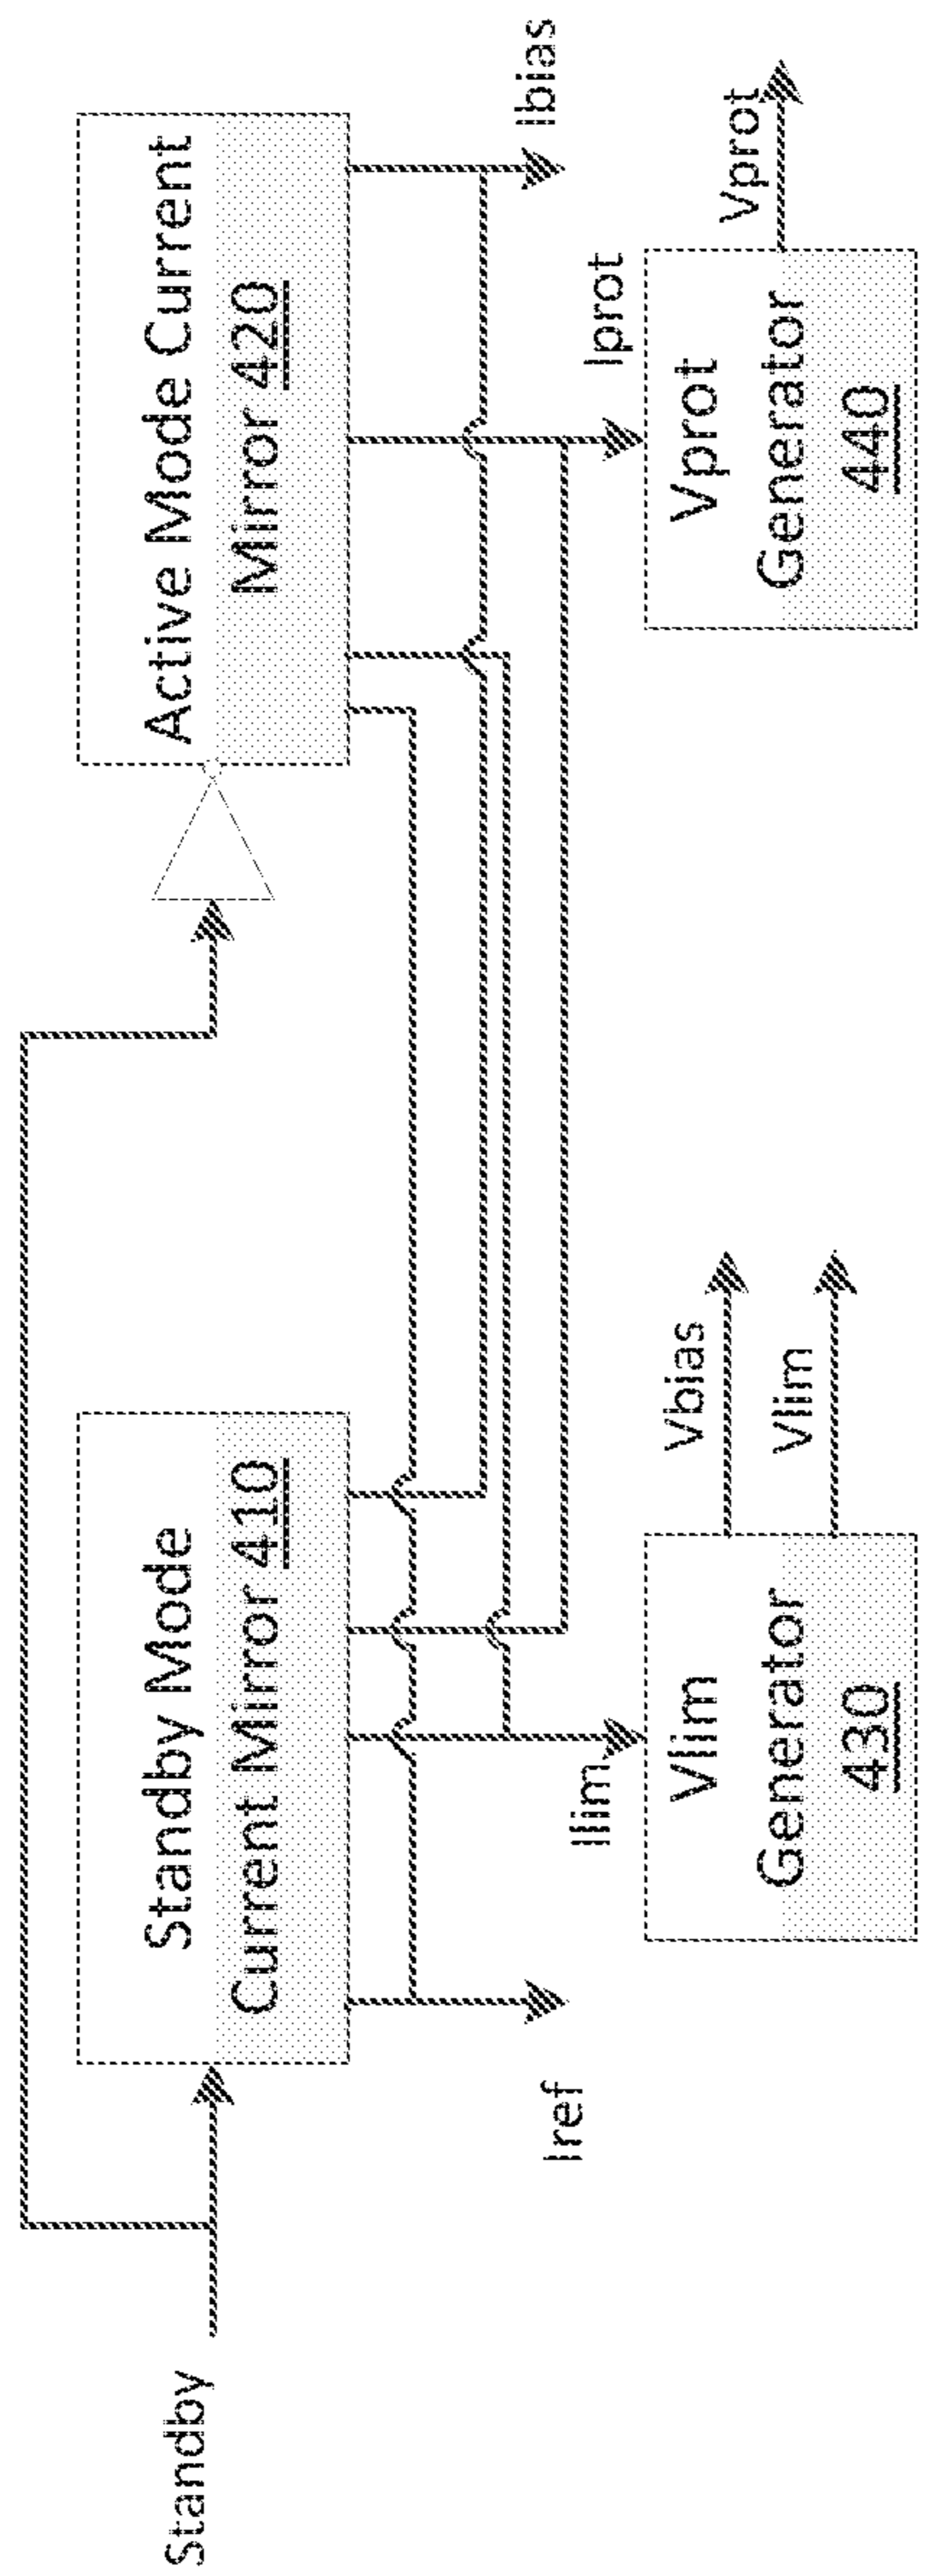 Standby
Standby Mode
Current Mirror 410
Active Mode Current
Mirror 420
Iref
Ilim
Iprot
Ibias
Vlim
Generator
430
Vbias
Vlim
Vprot
Generator
440
Vprot